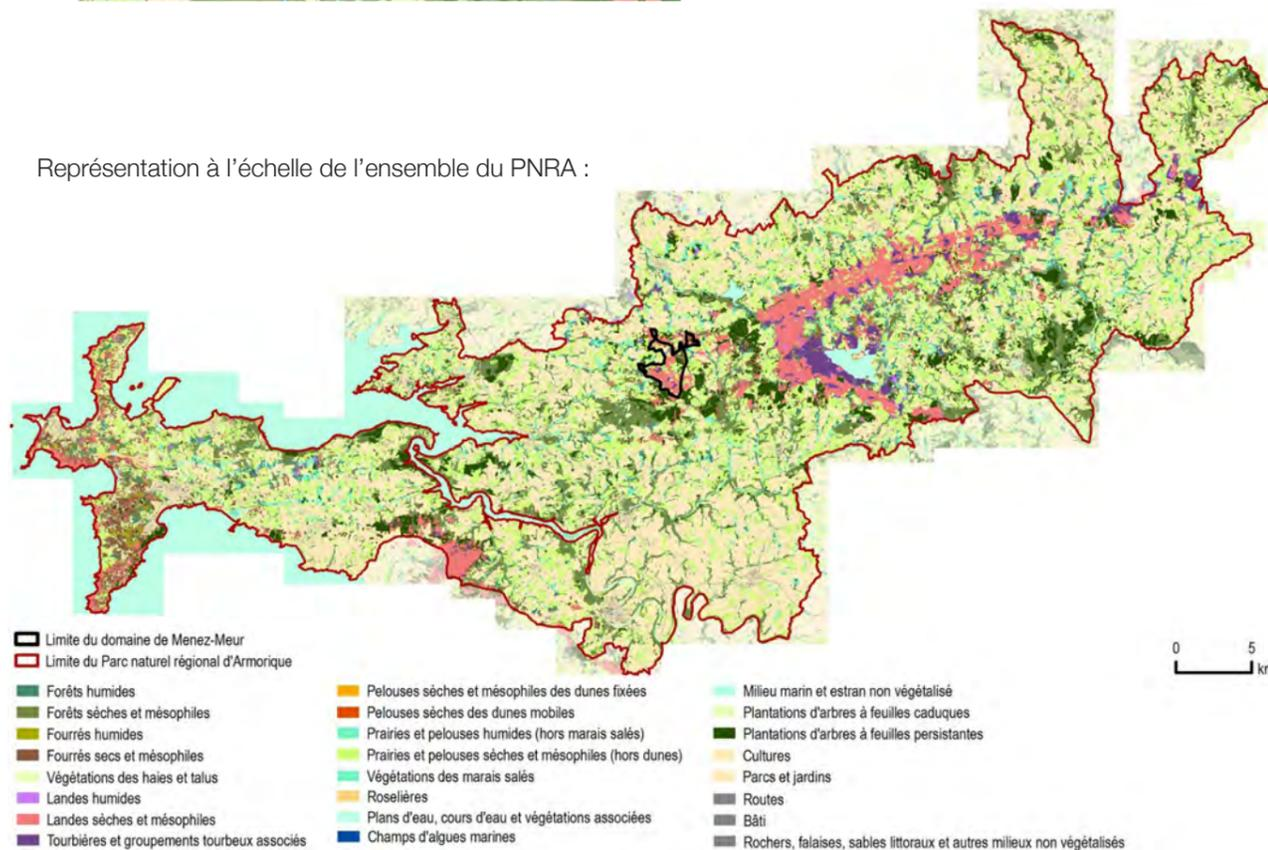 Représentation à l'échelle de l'ensemble du PNRA :
0 5
km
Limite du domaine de Menez-Meur
Limite du Parc naturel régional d'Armorique
Forêts humides
Forêts sèches et mésophiles
Fourrés humides
Fourrés secs et mésophiles
Végétations des haies et talus
Landes humides
Landes sèches et mésophiles
Tourbières et groupements tourbeux associés
Pelouses sèches et mésophiles des dunes fixées
Pelouses sèches des dunes mobiles
Prairies et pelouses humides (hors marais salés)
Prairies et pelouses sèches et mésophiles (hors dunes)
Végétations des marais salés
Roselières
Plans d'eau, cours d'eau et végétations associées
Champs d'algues marines
Milieu marin et estran non végétalisé
Plantations d'arbres à feuilles caduques
Plantations d'arbres à feuilles persistantes
Cultures
Parcs et jardins
Routes
Bâti
Rochers, falaises, sables littoraux et autres milieux non végétalisés